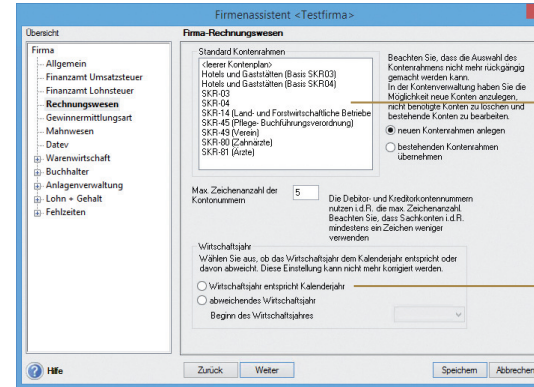 Firmenassistent <Testfirma>
Übersicht
Firma
Allgemein
Finanzamt Umsatzsteuer
Finanzamt Lohnsteuer
Rechnungswesen
Gewinnermittlungsart
Mahnwesen
Datev
Warenwirtschaft
Buchhalter
Anlagenverwaltung
Lohn + Gehalt
Fehlzeiten
Firma-Rechnungswesen
Standard Kontenrahmen
<leerer Kontenplan>
Hotels und Gaststätten (Basis SKR03)
Hotels und Gaststätten (Basis SKR04)
SKR-03
SKR-04
SKR-14 (Land- und Forstwirtschaftliche Betriebe
SKR-45 (Pflege- Buchführungsverordnung)
SKR-49 (Verein)
SKR-80 (Zahnärzte)
SKR-81 (Ärzte)
Beachten Sie, dass die Auswahl des
Kontenrahmens nicht mehr rückgängig
gemacht werden kann.
In der Kontenverwaltung haben Sie die
Möglichkeit neue Konten anzulegen,
nicht benötigte Konten zu löschen und
bestehende Konten zu bearbeiten.
neuen Kontenrahmen anlegen
bestehenden Kontenrahmen
übernehmen
Max. Zeichenanzahl der
Kontonummern
5
Die Debitor- und Kreditorkontennummern
nutzen i.d.R. die max. Zeichenanzahl.
Beachten Sie, dass Sachkonten i.d.R.
mindestens ein Zeichen weniger
verwenden
Wirtschaftsjahr
Wählen Sie aus, ob das Wirtschaftsjahr dem Kalenderjahr entspricht oder
davon abweicht. Diese Einstellung kann nicht mehr korrigiert werden.
Wirtschaftsjahr entspricht Kalenderjahr
abweichendes Wirtschaftsjahr
Beginn des Wirtschaftsjahres
Hilfe
Zurück
Weiter
Speichern
Abbrechen